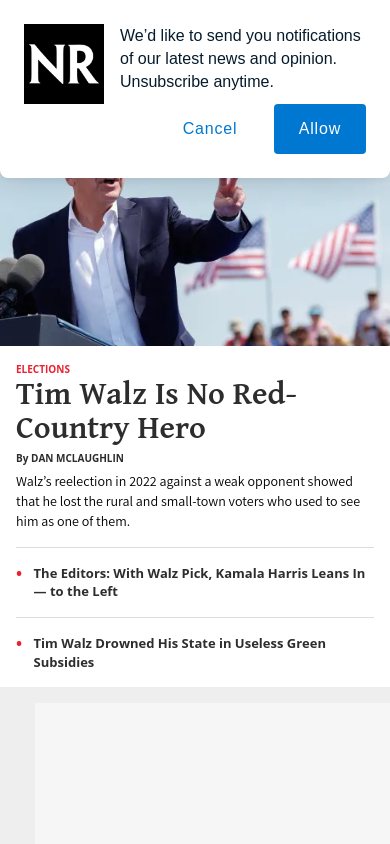 NR
We’d like to send you notifications
of our latest news and opinion.
Unsubscribe anytime.
Cancel
Allow
ELECTIONS
Tim Walz Is No Red-
Country Hero
By DAN MCLAUGHLIN
Walz’s reelection in 2022 against a weak opponent showed
that he lost the rural and small-town voters who used to see
him as one of them.
• The Editors: With Walz Pick, Kamala Harris Leans In
— to the Left
• Tim Walz Drowned His State in Useless Green
Subsidies